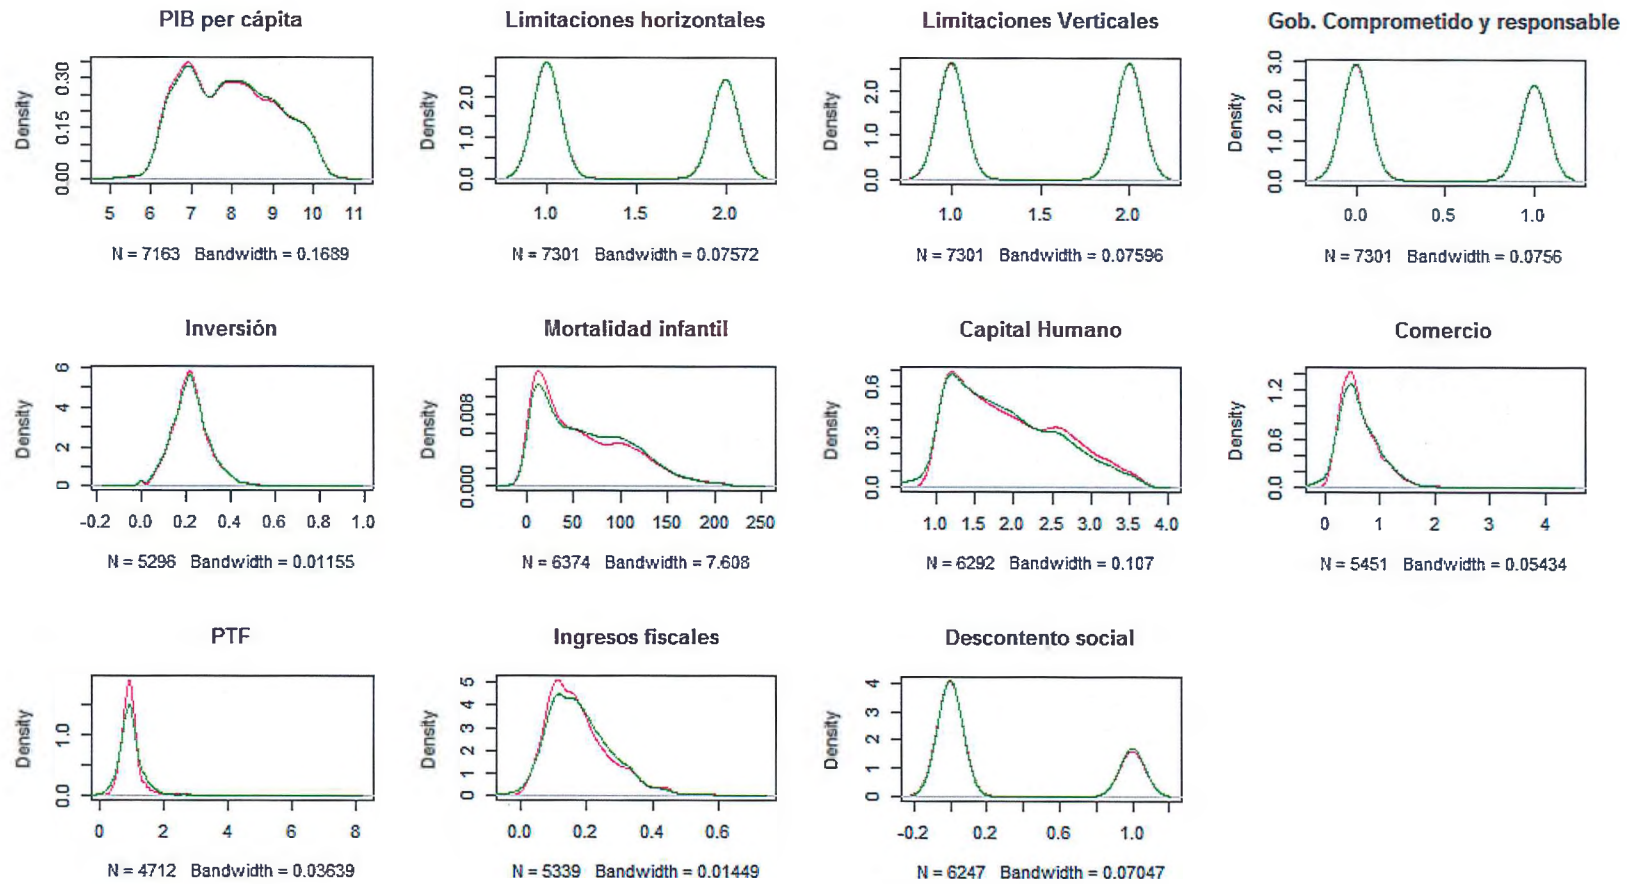 PIB per cápita
Limitaciones horizontales
Limitaciones Verticales
Gob. Comprometido y responsable
Density
0.00 0.15 0.30
5 6 7 8 9 10 11
N = 7163 Bandwidth = 0.1689
Density
0.0 1.0 2.0
1.0 1.5 2.0
N = 7301 Bandwidth = 0.07572
Density
0.0 1.0 2.0
1.0 1.5 2.0
N = 7301 Bandwidth = 0.07596
Density
0.0 1.0 2.0 3.0
0.0 0.5 1.0
N = 7301 Bandwidth = 0.0756
Inversión
Mortalidad infantil
Capital Humano
Comercio
Density
0 2 4 6
-0.2 0.0 0.2 0.4 0.6 0.8 1.0
N = 5296 Bandwidth = 0.01155
Density
0.000 0.008
0 50 100 150 200 250
N = 6374 Bandwidth = 7.608
Density
0.0 0.3 0.6
1.0 1.5 2.0 2.5 3.0 3.5 4.0
N = 6292 Bandwidth = 0.107
Density
0.0 0.6 1.2
0 1 2 3 4
N = 5451 Bandwidth = 0.05434
PTF
Ingresos fiscales
Descontento social
Density
0.0 1.0
0 2 4 6 8
N = 4712 Bandwidth = 0.03639
Density
0 1 2 3 4 5
0.0 0.2 0.4 0.6
N = 5339 Bandwidth = 0.01449
Density
0 1 2 3 4
-0.2 0.2 0.6 1.0
N = 6247 Bandwidth = 0.07047